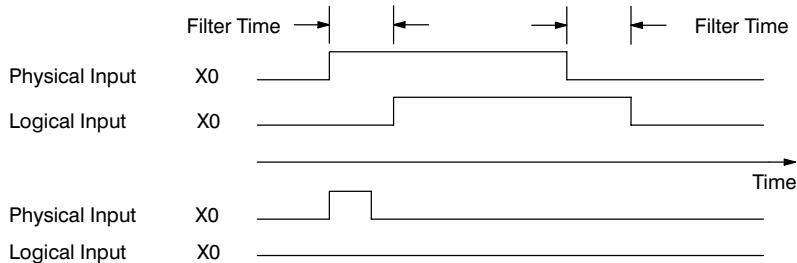 Filter Time Filter Time
Physical Input X0
Logical Input X0
Time
Physical Input X0
Logical Input X0